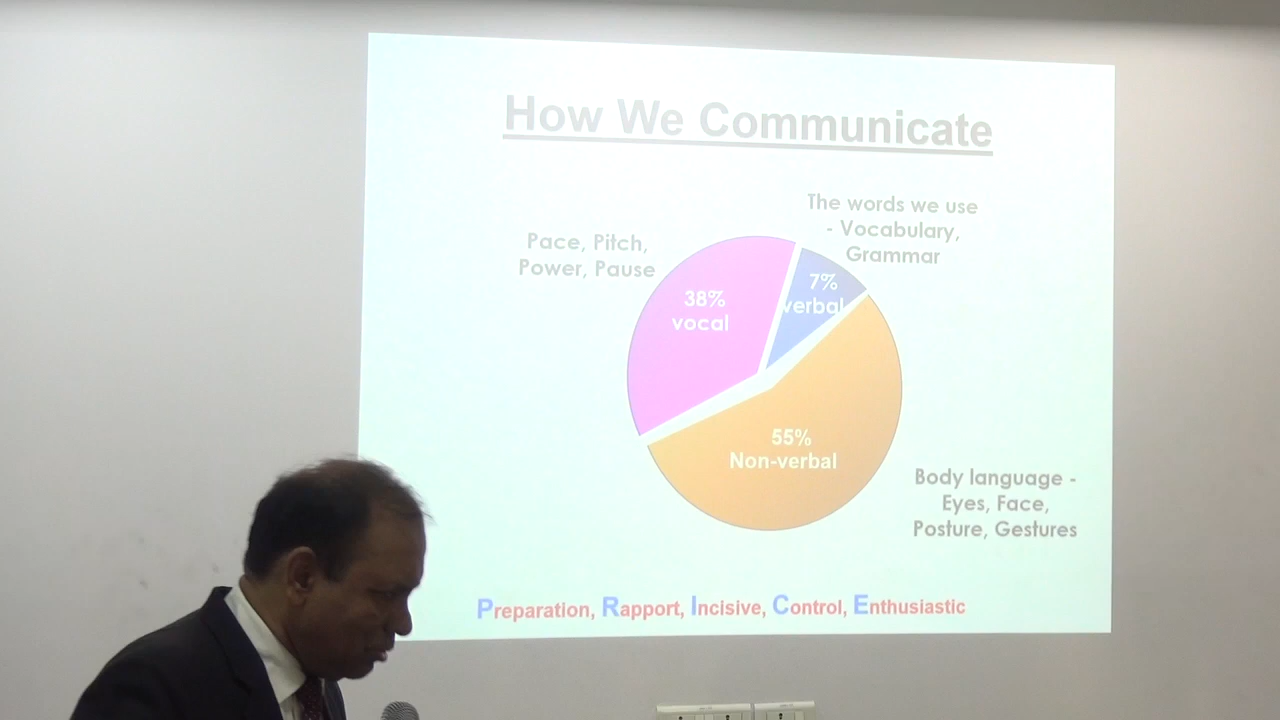 How We Communicate
The words we use
- Vocabulary,
Grammar
Pace, Pitch,
Power, Pause
7%
verbal
38%
vocal
55%
Non-verbal
Body language -
Eyes, Face,
Posture, Gestures
Preparation, Rapport, Incisive, Control, Enthusiastic